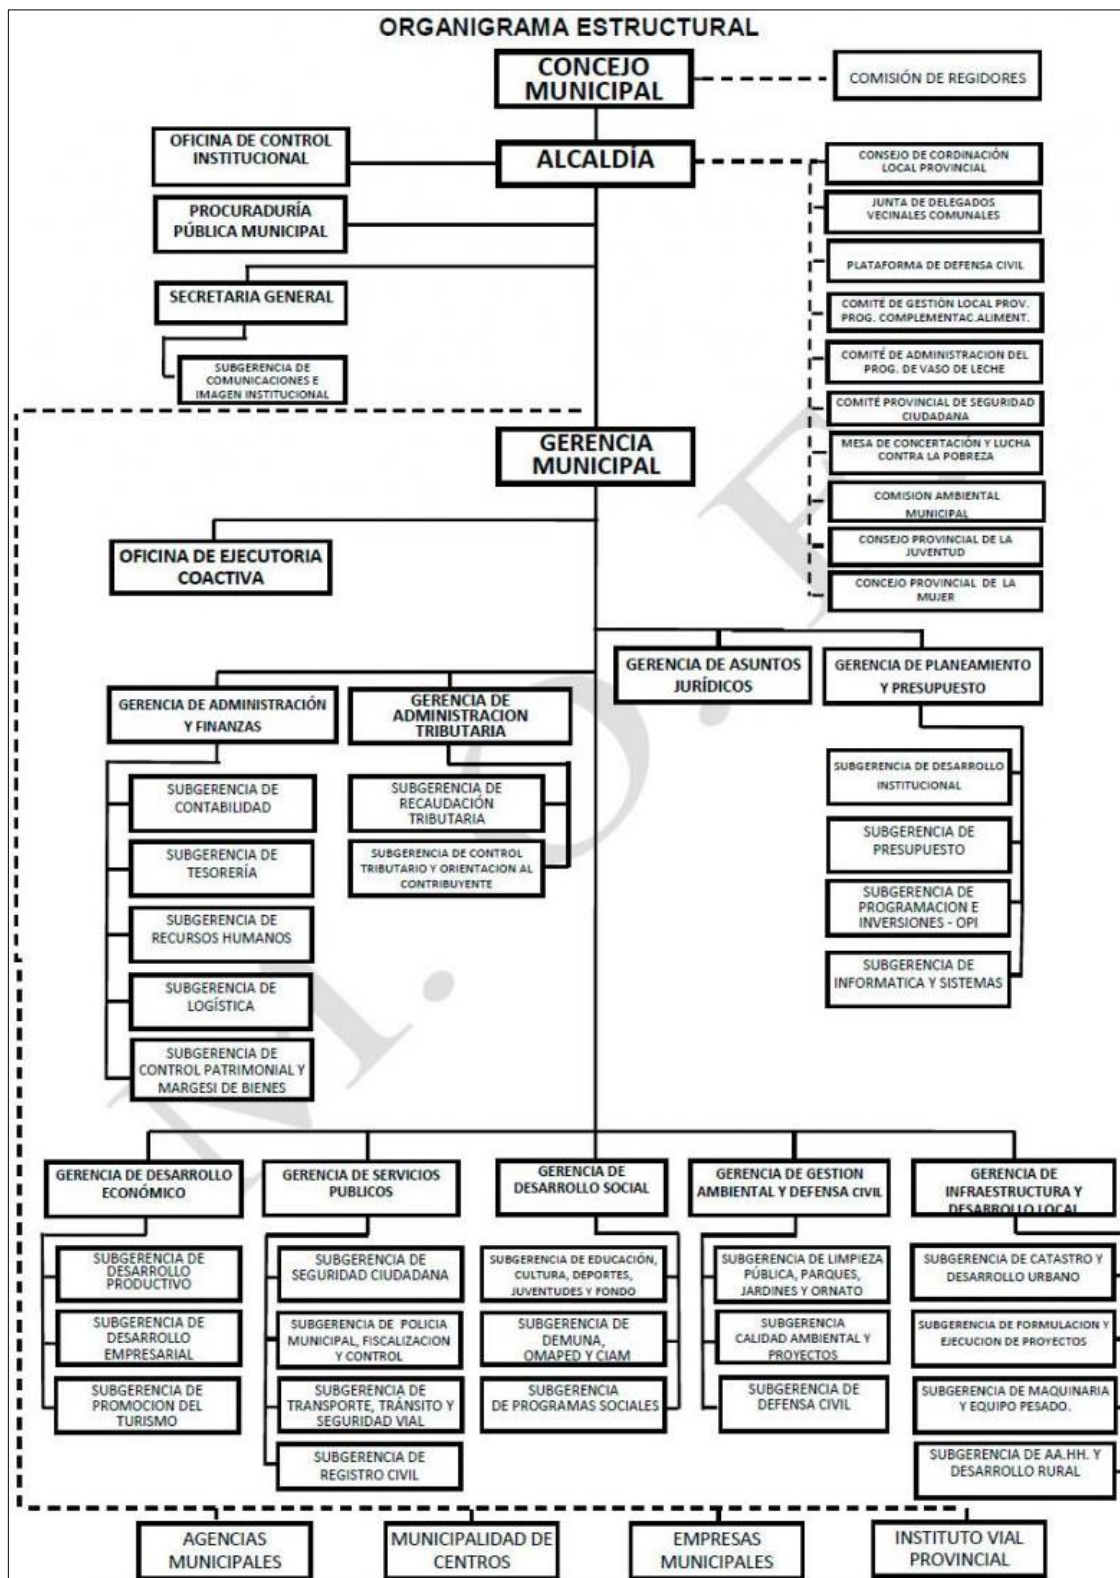 ORGANIGRAMA ESTRUCTURAL
CONCEJO
MUNICIPAL
COMISIÓN DE REGIDORES
OFICINA DE CONTROL
INSTITUCIONAL
ALCALDÍA
CONSEJO DE CORDINACIÓN
LOCAL PROVINCIAL
PROCURADURÍA
PÚBLICA MUNICIPAL
JUNTA DE DELEGADOS
VECINALES COMUNALES
PLATAFORMA DE DEFENSA CIVIL
SECRETARIA GENERAL
COMITÉ DE GESTIÓN LOCAL PROV.
PROG. COMPLEMENTAC.ALIMENT.
SUBGERENCIA DE
COMUNICACIONES E
IMAGEN INSTITUCIONAL
COMITÉ DE ADMINISTRACION DEL
PROG. DE VASO DE LECHE
COMITÉ PROVINCIAL DE SEGURIDAD
CIUDADANA
GERENCIA
MUNICIPAL
MESA DE CONCERTACIÓN Y LUCHA
CONTRA LA POBREZA
COMISION AMBIENTAL
MUNICIPAL
CONSEJO PROVINCIAL DE LA
JUVENTUD
CONCEJO PROVINCIAL DE LA
MUJER
OFICINA DE EJECUTORIA
COACTIVA
GERENCIA DE ASUNTOS
JURÍDICOS
GERENCIA DE PLANEAMIENTO
Y PRESUPUESTO
GERENCIA DE ADMINISTRACIÓN
Y FINANZAS
GERENCIA DE
ADMINISTRACION
TRIBUTARIA
SUBGERENCIA DE
CONTABILIDAD
SUBGERENCIA DE
TESORERÍA
SUBGERENCIA DE
RECURSOS HUMANOS
SUBGERENCIA DE
LOGÍSTICA
SUBGERENCIA DE
CONTROL PATRIMONIAL Y
MARGESI DE BIENES
SUBGERENCIA DE
RECAUDACIÓN
TRIBUTARIA
SUBGERENCIA DE CONTROL
TRIBUTARIO Y ORIENTACION AL
CONTRIBUYENTE
SUBGERENCIA DE DESARROLLO
INSTITUCIONAL
SUBGERENCIA DE
PRESUPUESTO
SUBGERENCIA DE
PROGRAMACION E
INVERSIONES - OPI
SUBGERENCIA DE
INFORMATICA Y SISTEMAS
M.O.F.
GERENCIA DE DESARROLLO
ECONÓMICO
SUBGERENCIA DE
DESARROLLO
PRODUCTIVO
SUBGERENCIA DE
DESARROLLO
EMPRESARIAL
SUBGERENCIA DE
PROMOCION DEL
TURISMO
GERENCIA DE SERVICIOS
PUBLICOS
SUBGERENCIA DE
SEGURIDAD CIUDADANA
SUBGERENCIA DE POLICIA
MUNICIPAL, FISCALIZACION
Y CONTROL
SUBGERENCIA DE
TRANSPORTE, TRÁNSITO Y
SEGURIDAD VIAL
SUBGERENCIA DE
REGISTRO CIVIL
GERENCIA DE
DESARROLLO SOCIAL
SUBGERENCIA DE EDUCACIÓN,
CULTURA, DEPORTES,
JUVENTUDES Y FONDO
SUBGERENCIA DE
DEMUNA,
OMAPED Y CIAM
SUBGERENCIA
DE PROGRAMAS SOCIALES
GERENCIA DE GESTION
AMBIENTAL Y DEFENSA CIVIL
SUBGERENCIA DE LIMPIEZA
PÚBLICA, PARQUES,
JARDINES Y ORNATO
SUBGERENCIA
CALIDAD AMBIENTAL Y
PROYECTOS
SUBGERENCIA DE
DEFENSA CIVIL
GERENCIA DE
INFRAESTRUCTURA Y
DESARROLLO LOCAL
SUBGERENCIA DE CATASTRO Y
DESARROLLO URBANO
SUBGERENCIA DE FORMULACION Y
EJECUCION DE PROYECTOS
SUBGERENCIA DE MAQUINARIA
Y EQUIPO PESADO.
SUBGERENCIA DE AA.HH. Y
DESARROLLO RURAL
AGENCIAS
MUNICIPALES
MUNICIPALIDAD DE
CENTROS
EMPRESAS
MUNICIPALES
INSTITUTO VIAL
PROVINCIAL